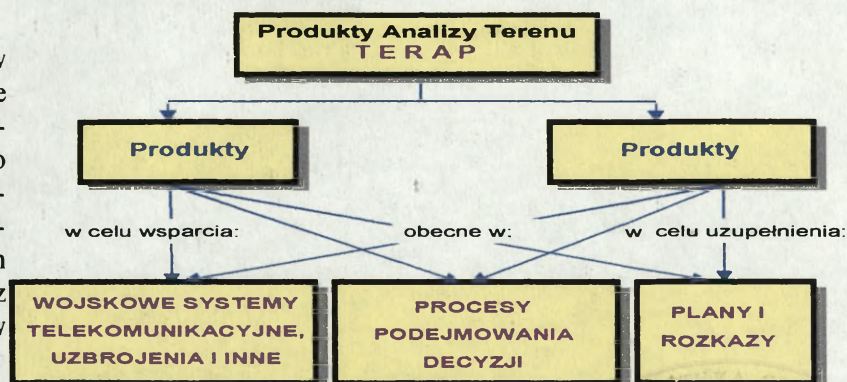 Produkty Analizy Terenu
TERAP
Produkty
Produkty
w celu wsparcia:
obecne w:
w celu uzupełnienia:
WOJSKOWE SYSTEMY
TELEKOMUNIKACYJNE,
UZBROJENIA I INNE
PROCESY
PODEJMOWANIA
DECYZJI
PLANY I
ROZKAZY